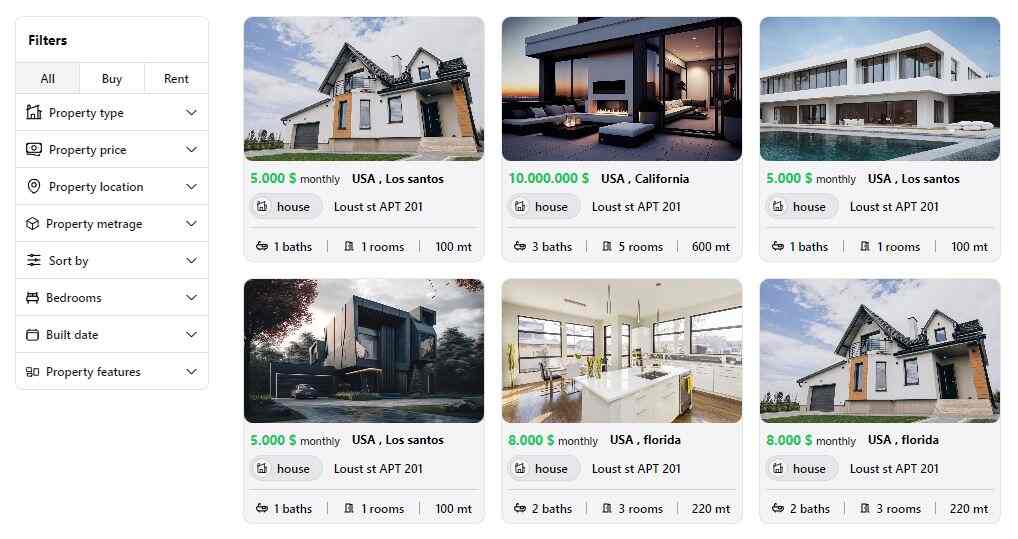 Filters
All Buy Rent
Property type
Property price
Property location
Property metrage
Sort by
Bedrooms
Built date
Property features
5.000 $ monthly USA , Los santos
house Loust st APT 201
1 baths 1 rooms 100 mt
10.000.000 $ USA , California
house Loust st APT 201
3 baths 5 rooms 600 mt
5.000 $ monthly USA , Los santos
house Loust st APT 201
1 baths 1 rooms 100 mt
5.000 $ monthly USA , Los santos
house Loust st APT 201
1 baths 1 rooms 100 mt
8.000 $ monthly USA , florida
house Loust st APT 201
2 baths 3 rooms 220 mt
8.000 $ monthly USA , florida
house Loust st APT 201
2 baths 3 rooms 220 mt